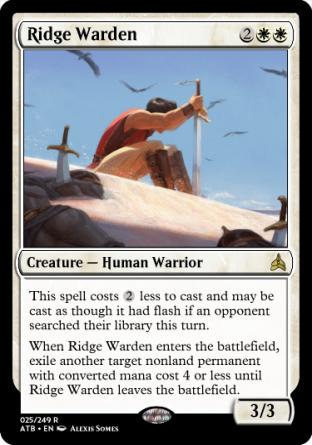 Ridge Warden 2
Creature — Human Warrior
This spell costs 2 less to cast and may be
cast as though it had flash if an opponent
searched their library this turn.
When Ridge Warden enters the battlefield,
exile another target nonland permanent
with converted mana cost 4 or less until
Ridge Warden leaves the battlefield.
3/3
025/249 R
ATB • EN Alexis Somes